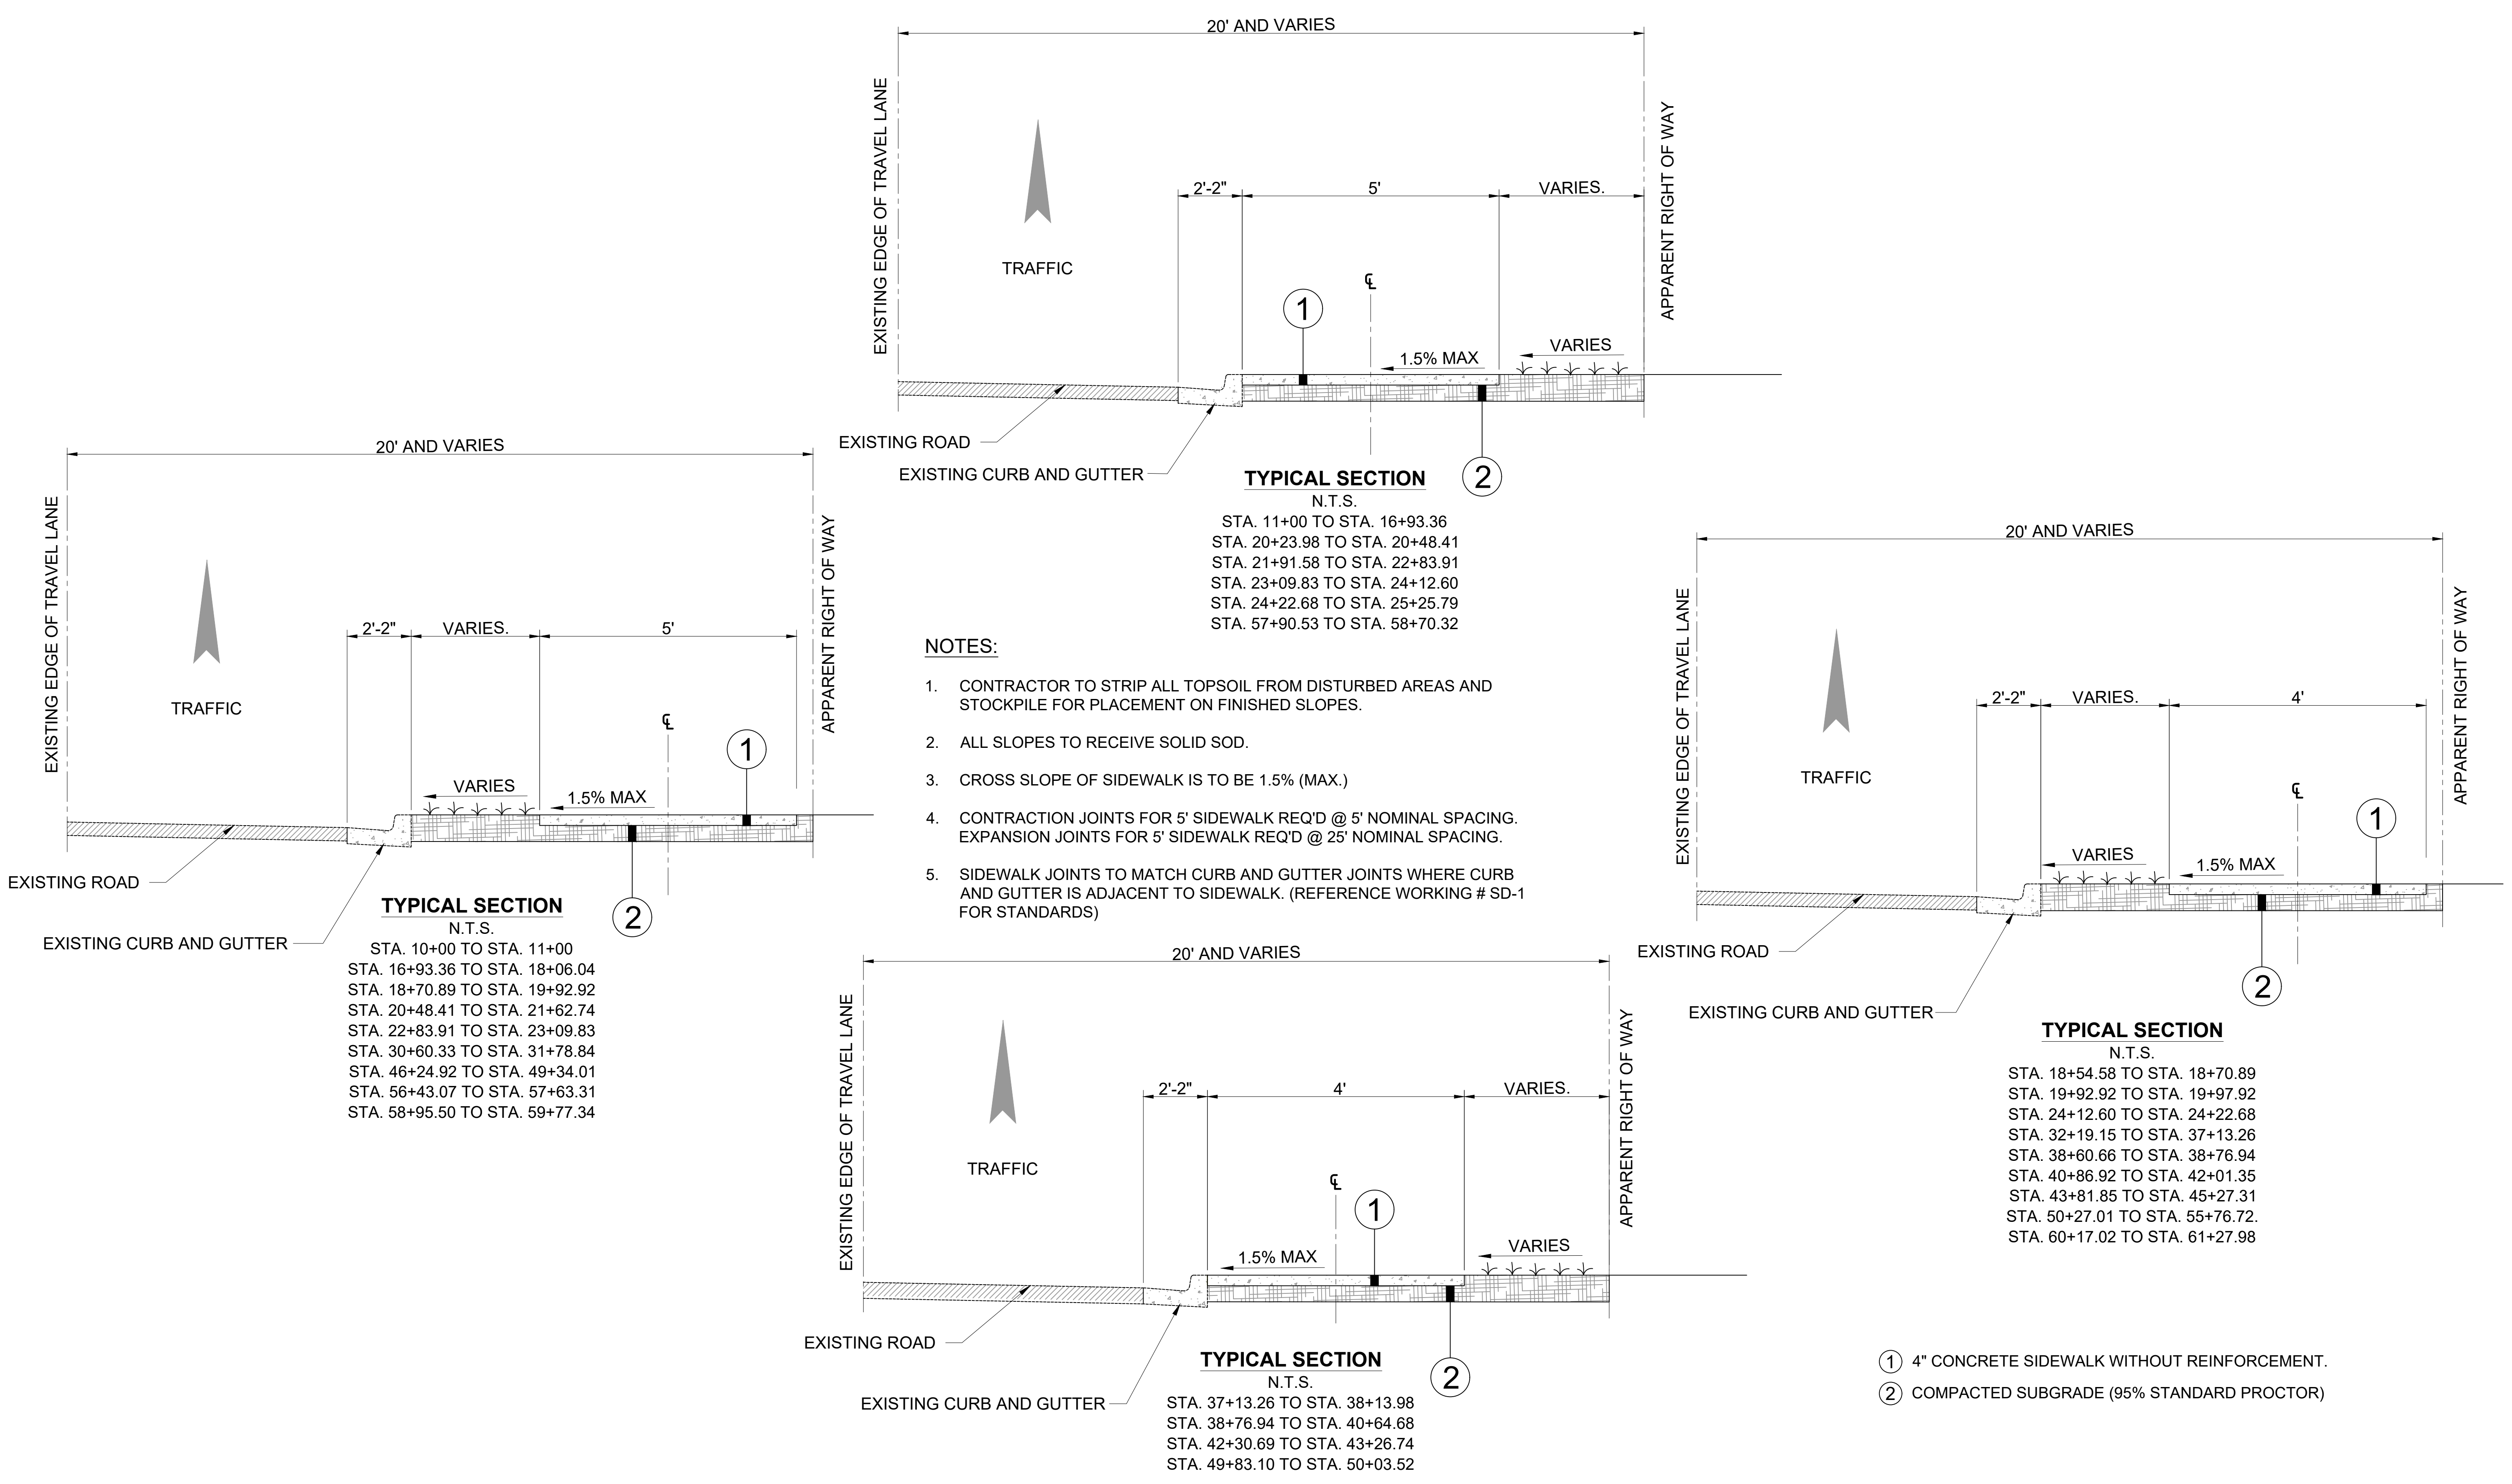 20' AND VARIES
EXISTING EDGE OF TRAVEL LANE
APPARENT RIGHT OF WAY
2'-2"
5'
VARIES.
TRAFFIC
℄
1
VARIES
1.5% MAX
EXISTING ROAD
EXISTING CURB AND GUTTER
2
TYPICAL SECTION
N.T.S.
STA. 11+00 TO STA. 16+93.36
STA. 20+23.98 TO STA. 20+48.41
STA. 21+91.58 TO STA. 22+83.91
STA. 23+09.83 TO STA. 24+12.60
STA. 24+22.68 TO STA. 25+25.79
STA. 57+90.53 TO STA. 58+70.32
20' AND VARIES
EXISTING EDGE OF TRAVEL LANE
APPARENT RIGHT OF WAY
2'-2"
VARIES.
5'
TRAFFIC
℄
1
VARIES
1.5% MAX
EXISTING ROAD
EXISTING CURB AND GUTTER
2
TYPICAL SECTION
N.T.S.
STA. 10+00 TO STA. 11+00
STA. 16+93.36 TO STA. 18+06.04
STA. 18+70.89 TO STA. 19+92.92
STA. 20+48.41 TO STA. 21+62.74
STA. 22+83.91 TO STA. 23+09.83
STA. 30+60.33 TO STA. 31+78.84
STA. 46+24.92 TO STA. 49+34.01
STA. 56+43.07 TO STA. 57+63.31
STA. 58+95.50 TO STA. 59+77.34
NOTES:
1. CONTRACTOR TO STRIP ALL TOPSOIL FROM DISTURBED AREAS AND
STOCKPILE FOR PLACEMENT ON FINISHED SLOPES.
2. ALL SLOPES TO RECEIVE SOLID SOD.
3. CROSS SLOPE OF SIDEWALK IS TO BE 1.5% (MAX.)
4. CONTRACTION JOINTS FOR 5' SIDEWALK REQ'D @ 5' NOMINAL SPACING.
EXPANSION JOINTS FOR 5' SIDEWALK REQ'D @ 25' NOMINAL SPACING.
5. SIDEWALK JOINTS TO MATCH CURB AND GUTTER JOINTS WHERE CURB
AND GUTTER IS ADJACENT TO SIDEWALK. (REFERENCE WORKING # SD-1
FOR STANDARDS)
20' AND VARIES
EXISTING EDGE OF TRAVEL LANE
APPARENT RIGHT OF WAY
2'-2"
VARIES.
4'
TRAFFIC
℄
1
VARIES
1.5% MAX
EXISTING ROAD
EXISTING CURB AND GUTTER
2
TYPICAL SECTION
N.T.S.
STA. 18+54.58 TO STA. 18+70.89
STA. 19+92.92 TO STA. 19+97.92
STA. 24+12.60 TO STA. 24+22.68
STA. 32+19.15 TO STA. 37+13.26
STA. 38+60.66 TO STA. 38+76.94
STA. 40+86.92 TO STA. 42+01.35
STA. 43+81.85 TO STA. 45+27.31
STA. 50+27.01 TO STA. 55+76.72.
STA. 60+17.02 TO STA. 61+27.98
20' AND VARIES
EXISTING EDGE OF TRAVEL LANE
APPARENT RIGHT OF WAY
2'-2"
4'
VARIES.
TRAFFIC
℄
1
VARIES
1.5% MAX
EXISTING ROAD
EXISTING CURB AND GUTTER
2
TYPICAL SECTION
N.T.S.
STA. 37+13.26 TO STA. 38+13.98
STA. 38+76.94 TO STA. 40+64.68
STA. 42+30.69 TO STA. 43+26.74
STA. 49+83.10 TO STA. 50+03.52
1 4" CONCRETE SIDEWALK WITHOUT REINFORCEMENT.
2 COMPACTED SUBGRADE (95% STANDARD PROCTOR)